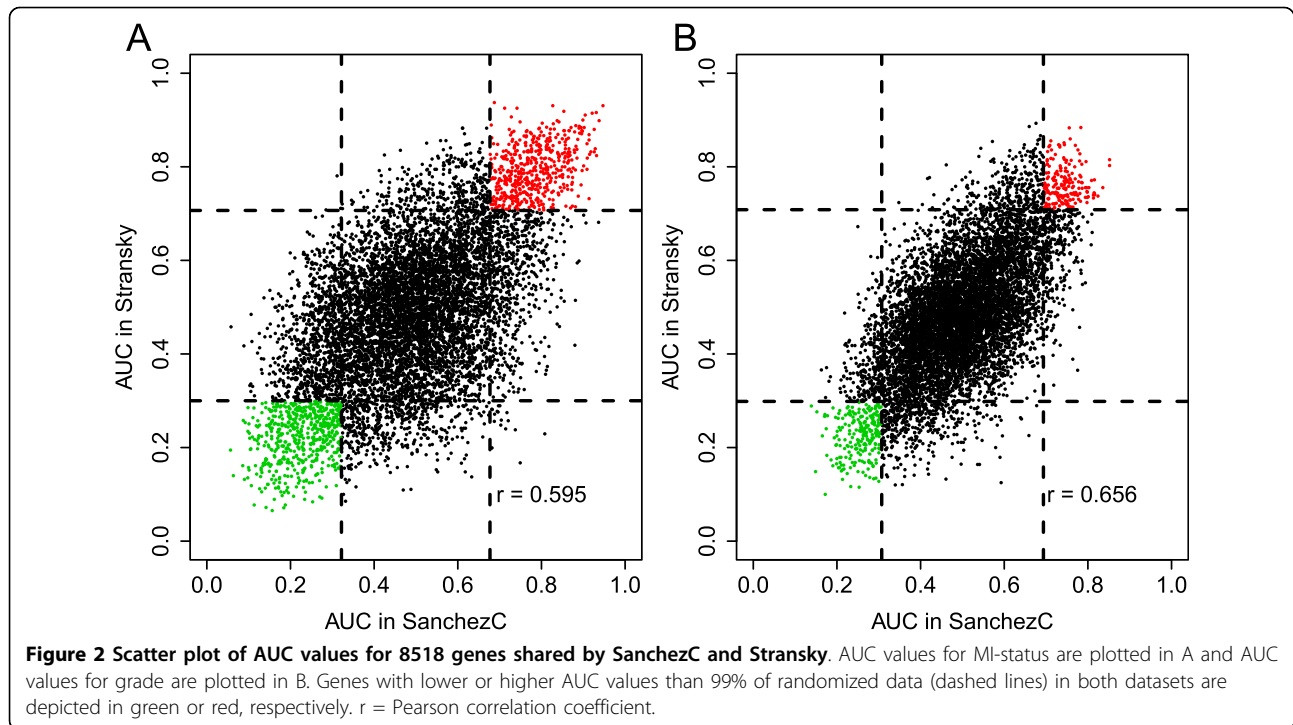 A
B
1.0
0.8
0.6
0.4
0.2
0.0
AUC in Stransky
r = 0.595
0.0 0.2 0.4 0.6 0.8 1.0
AUC in SanchezC
1.0
0.8
0.6
0.4
0.2
0.0
AUC in Stransky
r = 0.656
0.0 0.2 0.4 0.6 0.8 1.0
AUC in SanchezC
Figure 2 Scatter plot of AUC values for 8518 genes shared by SanchezC and Stransky. AUC values for MI-status are plotted in A and AUC
values for grade are plotted in B. Genes with lower or higher AUC values than 99% of randomized data (dashed lines) in both datasets are
depicted in green or red, respectively. r = Pearson correlation coefficient.